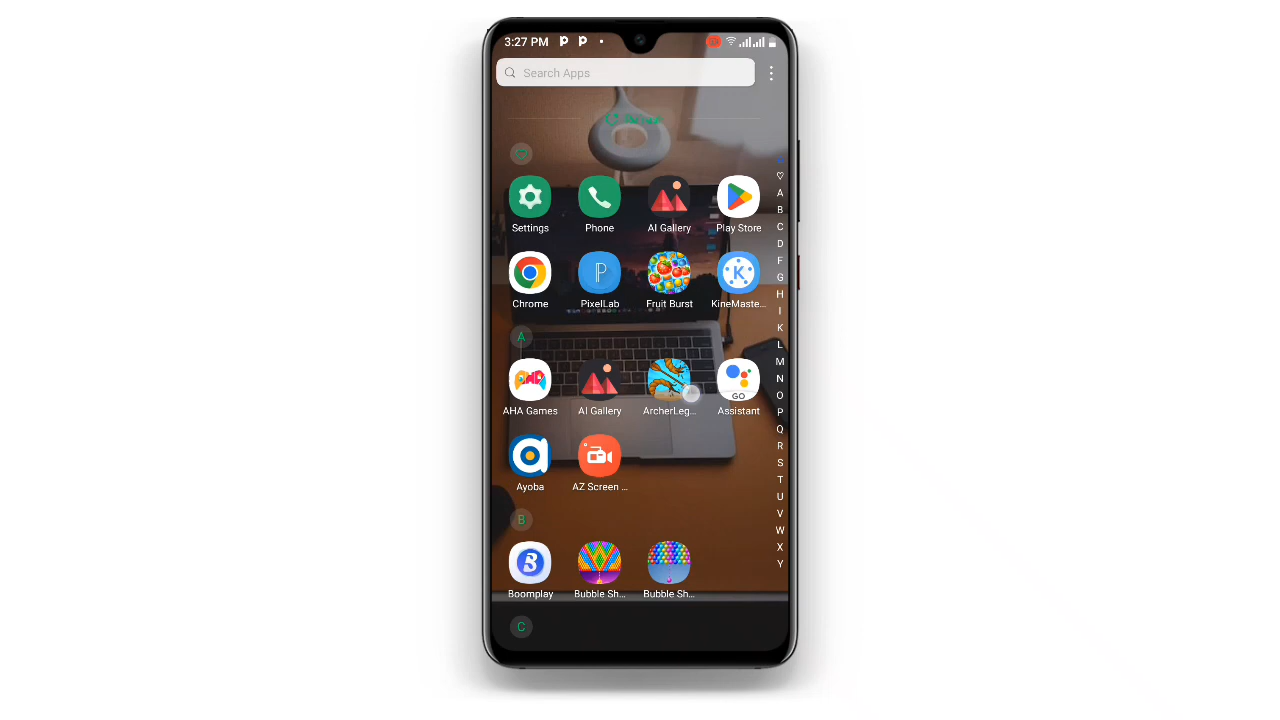 3:27 PM
Search Apps
Settings Phone AI Gallery Play Store
Chrome PixelLab Fruit Burst KineMaste...
A
AHA Games AI Gallery ArcherLeg... Assistant
GO
Ayoba AZ Screen ...
B
Boomplay Bubble Sh... Bubble Sh...
C
A
B
C
D
F
G
H
I
K
L
M
N
O
P
Q
R
S
T
U
V
W
X
Y